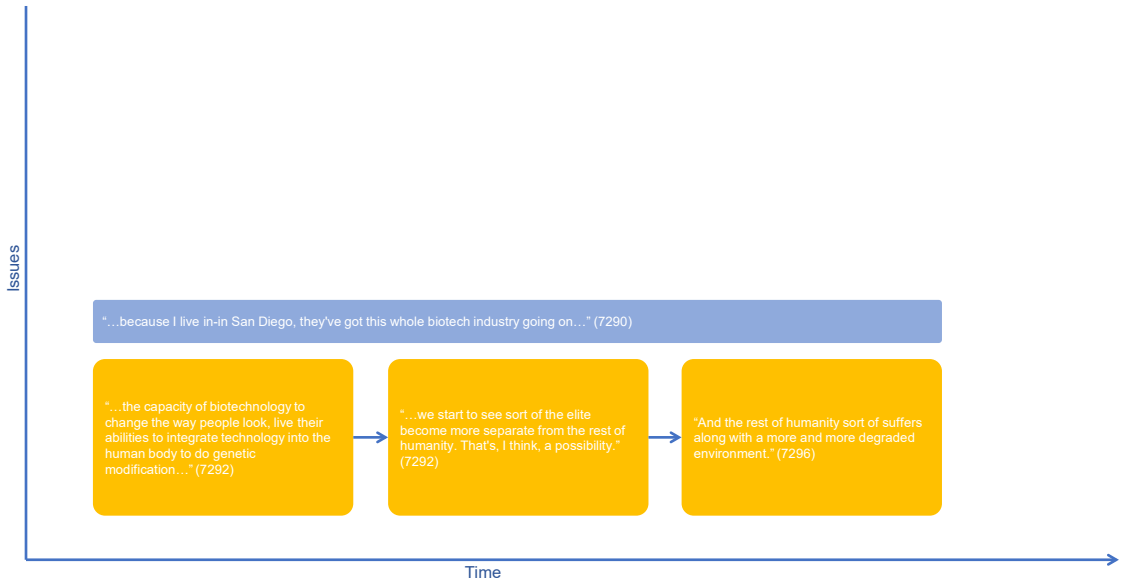 Issues
“…because I live in-in San Diego, they've got this whole biotech industry going on…” (7290)
“…the capacity of biotechnology to
change the way people look, live their
abilities to integrate technology into the
human body to do genetic
modification…” (7292)
“…we start to see sort of the elite
become more separate from the rest of
humanity. That's, I think, a possibility.”
(7292)
“And the rest of humanity sort of suffers
along with a more and more degraded
environment.” (7296)
Time